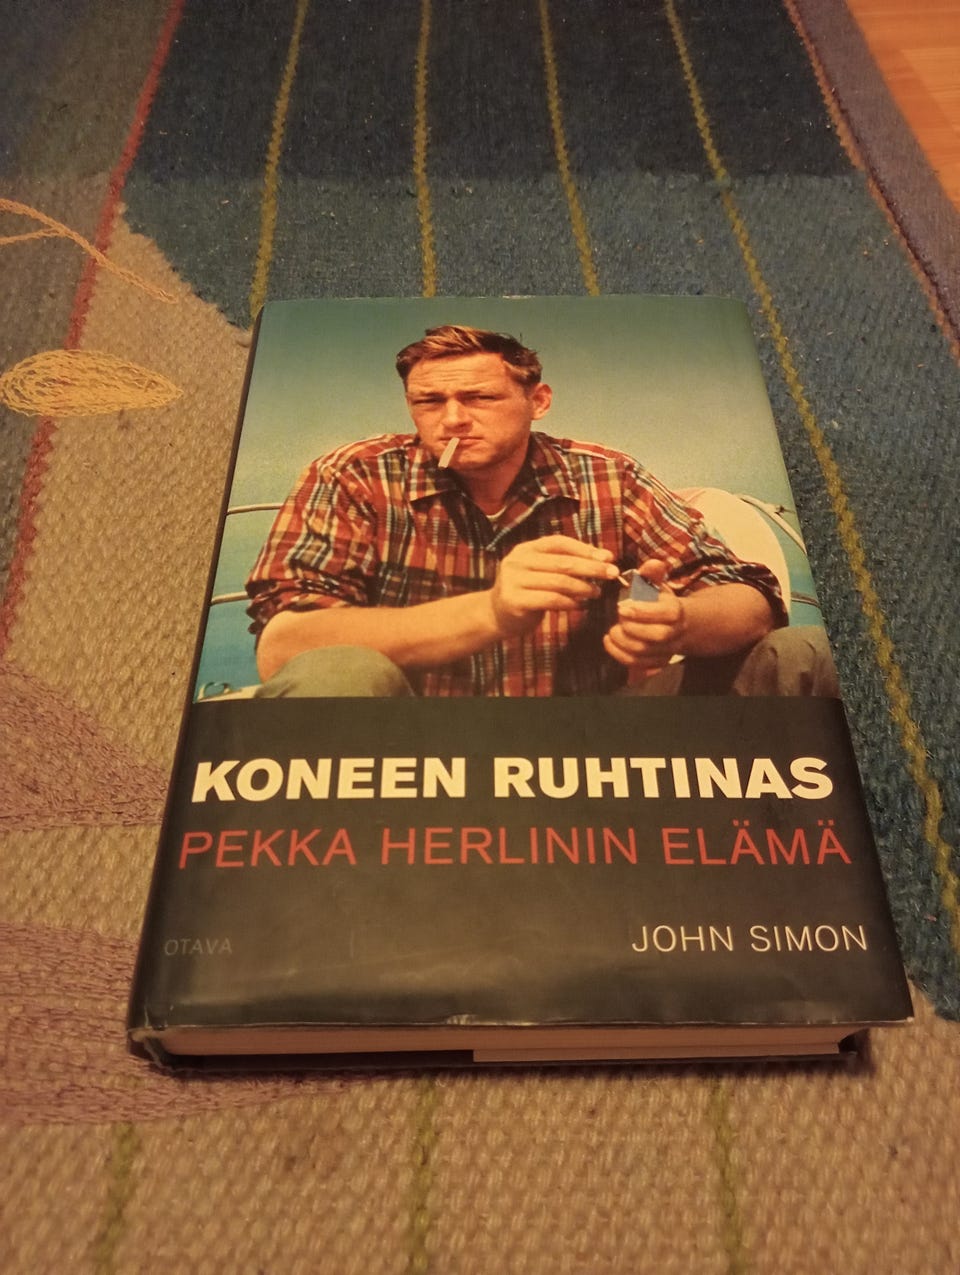 KONEEN RUHTINAS
PEKKA HERLININ ELÄMÄ
OTAVA
JOHN SIMON